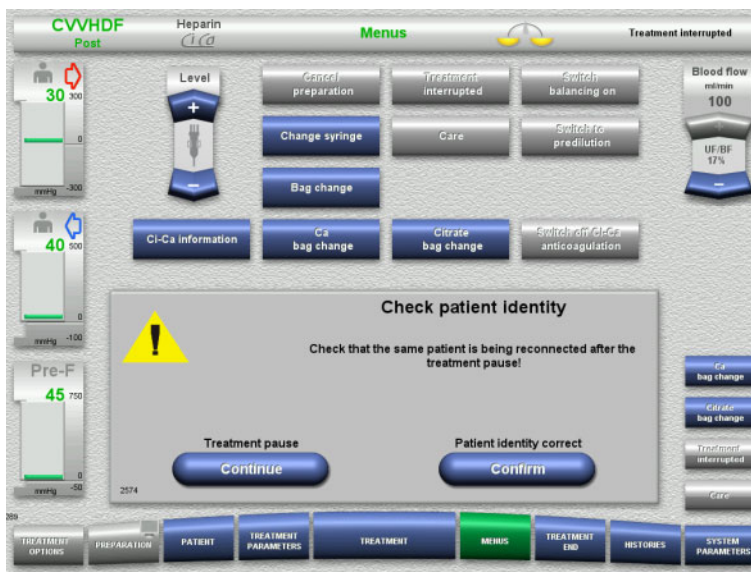 CVVHDF
Post
Heparin
Ci Ca
Menus
Treatment interrupted
30 300
0
mmHg -300
40 500
0
mmHg -100
Pre-F
45 750
0
mmHg -50
Level
+
−
Cancel
preparation
Treatment
interrupted
Switch
balancing on
Change syringe
Care
Switch to
predilution
Bag change
Ci-Ca information
Ca
bag change
Citrate
bag change
Switch off Ci-Ca
anticoagulation
Blood flow
ml/min
100
+
UF/BF
17%
−
!
Check patient identity
Check that the same patient is being reconnected after the
treatment pause!
Treatment pause
Continue
Patient identity correct
Confirm
2574
Ca
bag change
Citrate
bag change
Treatment
interrupted
Care
269
TREATMENT
OPTIONS
PREPARATION
PATIENT
TREATMENT
PARAMETERS
TREATMENT
MENUS
TREATMENT
END
HISTORIES
SYSTEM
PARAMETERS